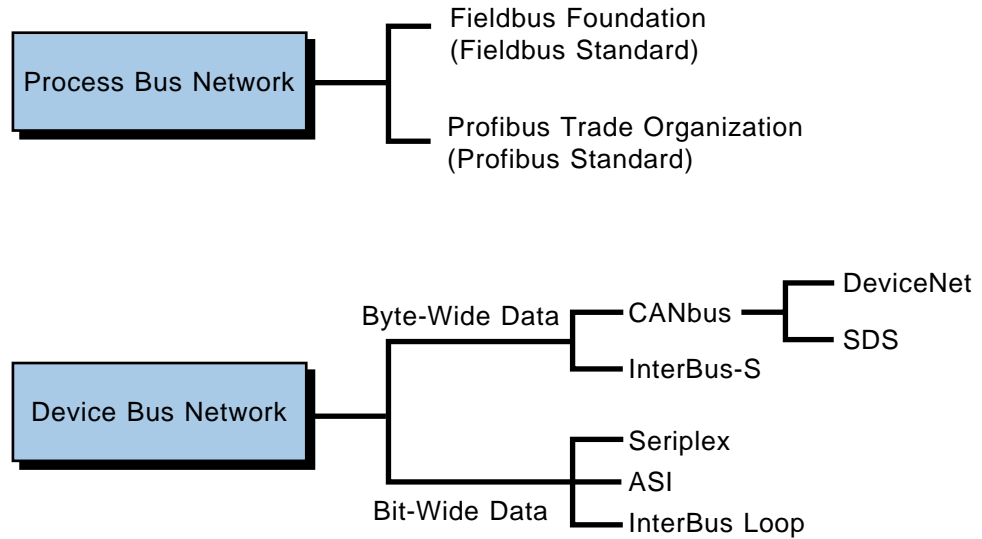 Process Bus Network
Fieldbus Foundation
(Fieldbus Standard)
Profibus Trade Organization
(Profibus Standard)
Device Bus Network
Byte-Wide Data
CANbus
DeviceNet
SDS
InterBus-S
Bit-Wide Data
Seriplex
ASI
InterBus Loop